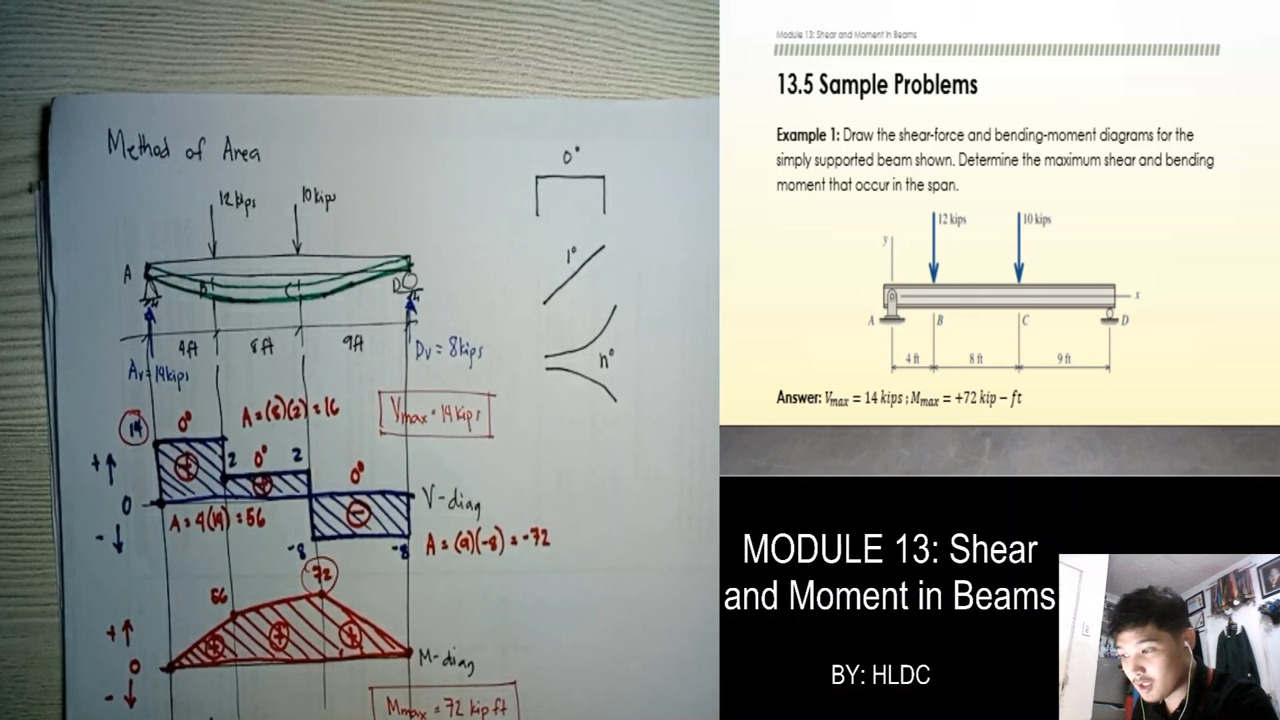 Method of Area
12kips
10kips
A
B
C
D
4ft
8ft
9ft
Av = 14kips
Dv = 8kips
Vmax = 14 kips
A = (8)(2) = 16
14
0°
2
0°
2
0°
+
+
-
+
0
-
A = 4(14) = 56
V-diag
-8
-8
A = (9)(-8) = -72
56
72
+
0
-
+
+
+
M-diag
Mmax = 72 kip ft
0°
1°
n°
Module 13: Shear and Moment in Beams
13.5 Sample Problems
Example 1: Draw the shear-force and bending-moment diagrams for the
simply supported beam shown. Determine the maximum shear and bending
moment that occur in the span.
12 kips
10 kips
y
x
A
B
C
D
4 ft
8 ft
9 ft
Answer: Vmax = 14 kips ; Mmax = +72 kip − ft
MODULE 13: Shear
and Moment in Beams
BY: HLDC